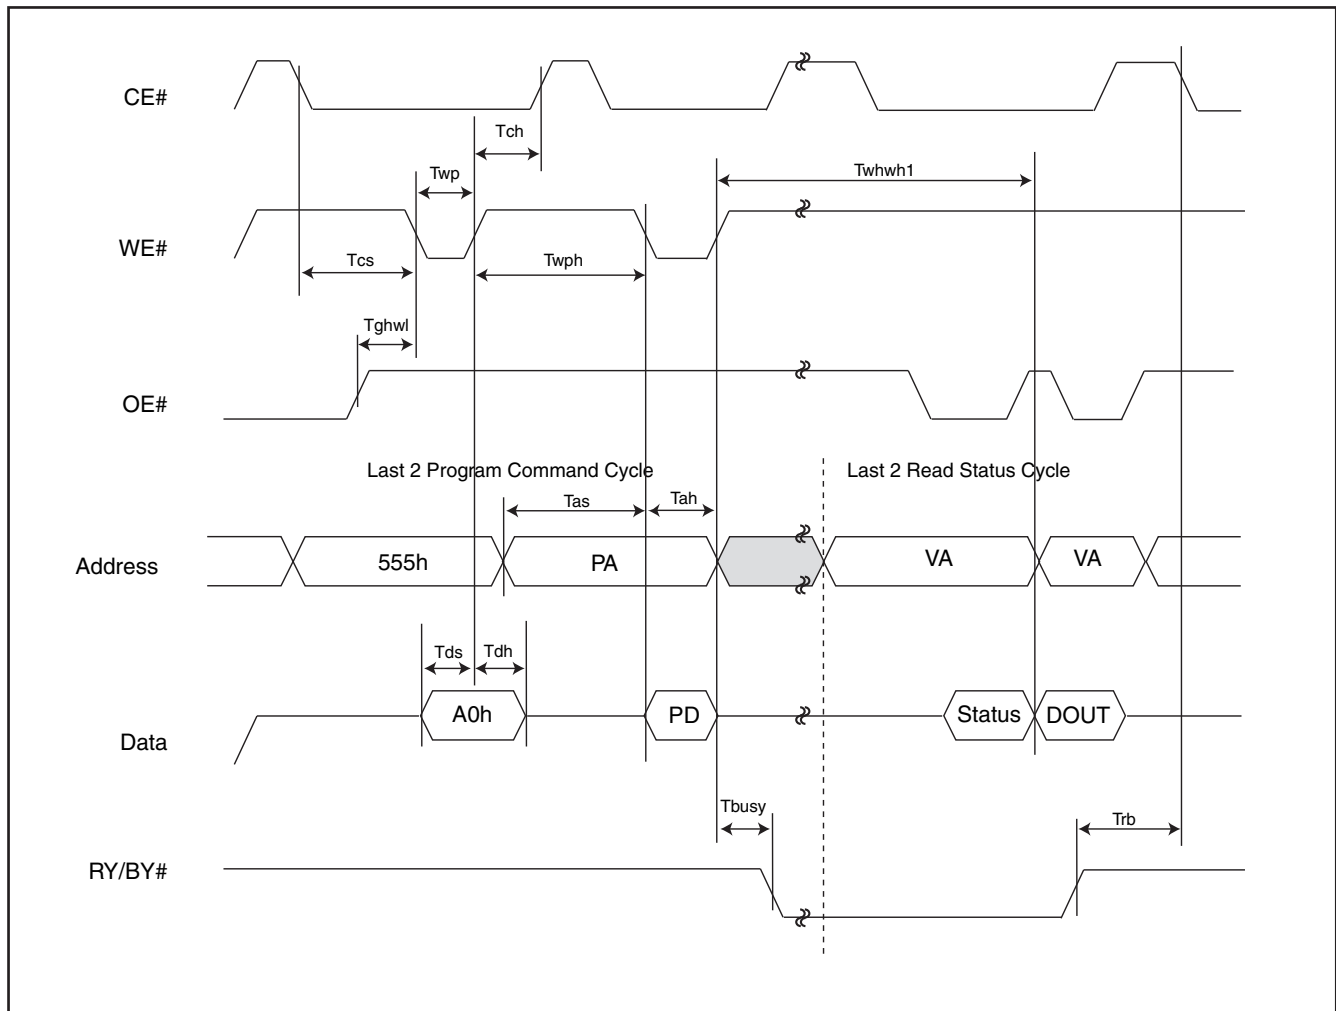 CE#
Tch
Twp
Twhwh1
WE#
Tcs
Twph
Tghwl
OE#
Last 2 Program Command Cycle
Last 2 Read Status Cycle
Tas
Tah
Address
555h
PA
VA
VA
Tds
Tdh
Data
A0h
PD
Status
DOUT
Tbusy
Trb
RY/BY#